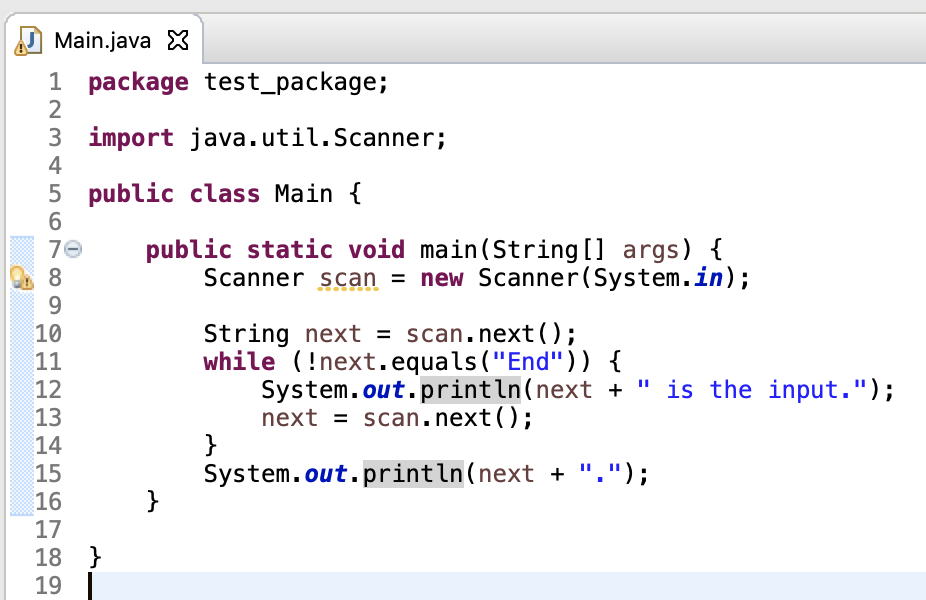 Main.java
1 package test_package;
2
3 import java.util.Scanner;
4
5 public class Main {
6
7 public static void main(String[] args) {
8 Scanner scan = new Scanner(System.in);
9
10 String next = scan.next();
11 while (!next.equals("End")) {
12 System.out.println(next + " is the input.");
13 next = scan.next();
14 }
15 System.out.println(next + ".");
16 }
17
18 }
19